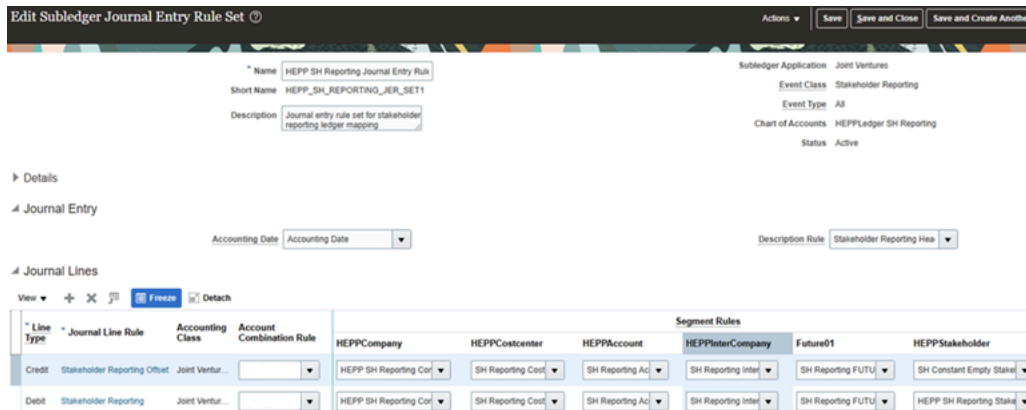 Edit Subledger Journal Entry Rule Set
Actions Save Save and Close Save and Create Anothe
* Name HEPP SH Reporting Journal Entry Rul
Short Name HEPP_SH_REPORTING_JER_SET1
Description Journal entry rule set for stakeholder
reporting ledger mapping
Subledger Application Joint Ventures
Event Class Stakeholder Reporting
Event Type All
Chart of Accounts HEPPLedger SH Reporting
Status Active
Details
Journal Entry
Accounting Date Accounting Date
Description Rule Stakeholder Reporting Hea
Journal Lines
View Freeze Detach
* Line Type * Journal Line Rule Accounting Class Account Combination Rule Segment Rules
HEPPCompany HEPPCostcenter HEPPAccount HEPPInterCompany Future01 HEPPStakeholder
Credit Stakeholder Reporting Offset Joint Ventur... HEPP SH Reporting Cor SH Reporting Cost SH Reporting Ac SH Reporting Inter SH Reporting FUTU SH Constant Empty Stake
Debit Stakeholder Reporting Joint Ventur... HEPP SH Reporting Cor SH Reporting Cost SH Reporting Ac SH Reporting Inter SH Reporting FUTU HEPP SH Reporting Stake